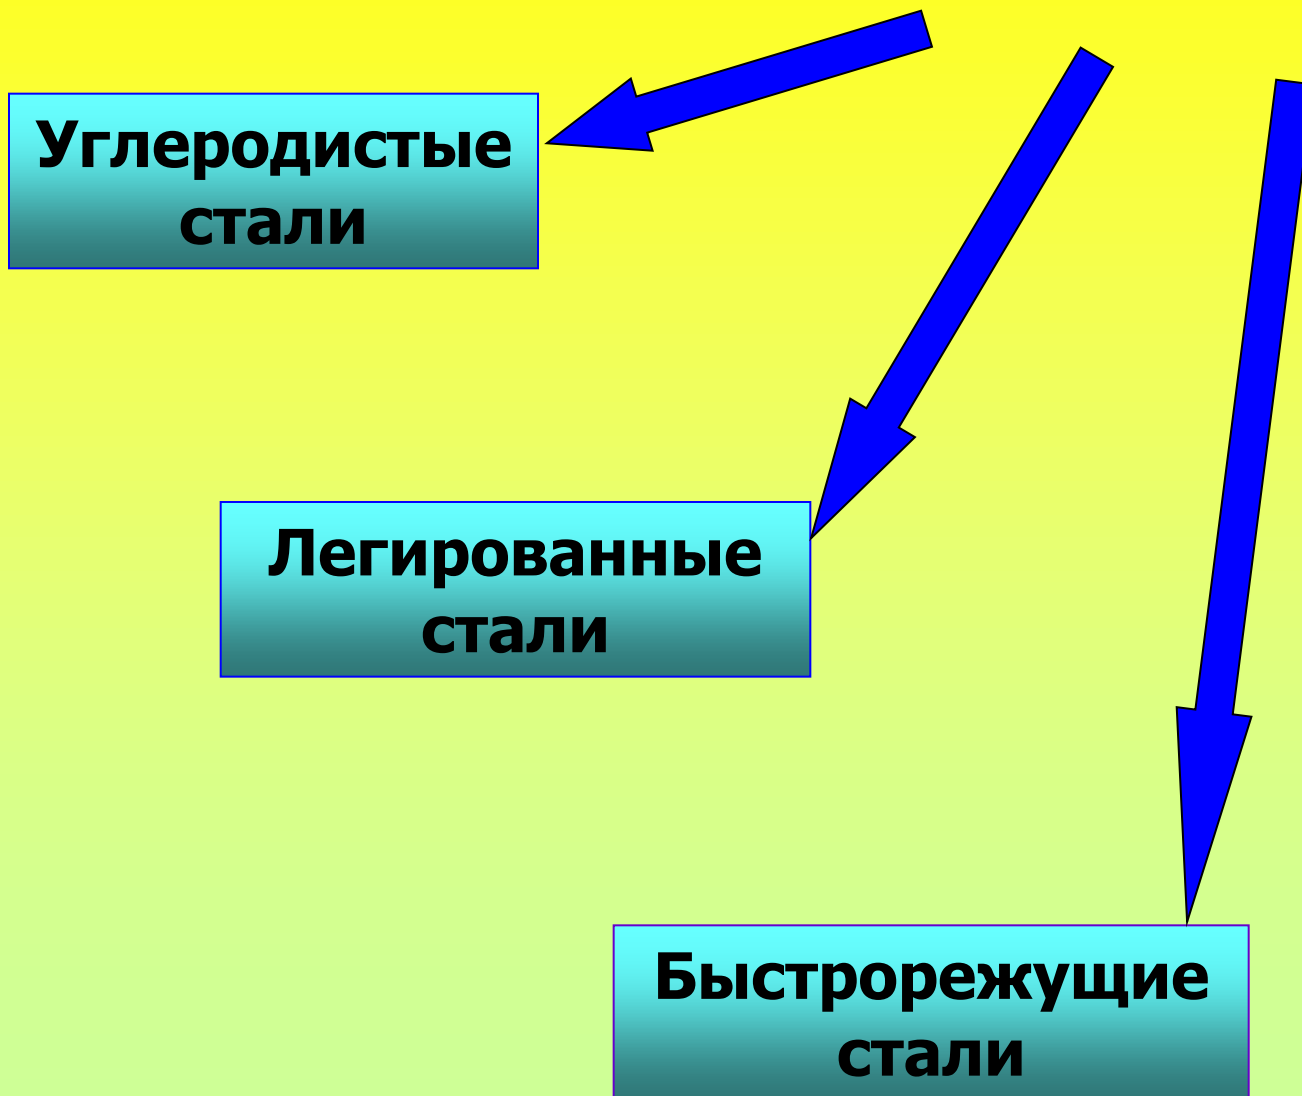 Углеродистые
стали
Легированные
стали
Быстрорежущие
стали